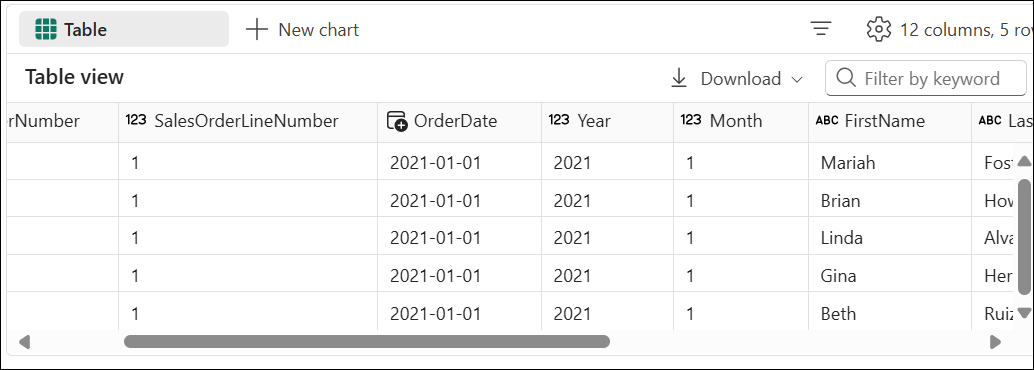 Table New chart 12 columns, 5 rov
Table view Download Filter by keyword
erNumber 123 SalesOrderLineNumber OrderDate 123 Year 123 Month ABC FirstName ABC Las
1 2021-01-01 2021 1 Mariah Fos
1 2021-01-01 2021 1 Brian How
1 2021-01-01 2021 1 Linda Alva
1 2021-01-01 2021 1 Gina Her
1 2021-01-01 2021 1 Beth Ruiz